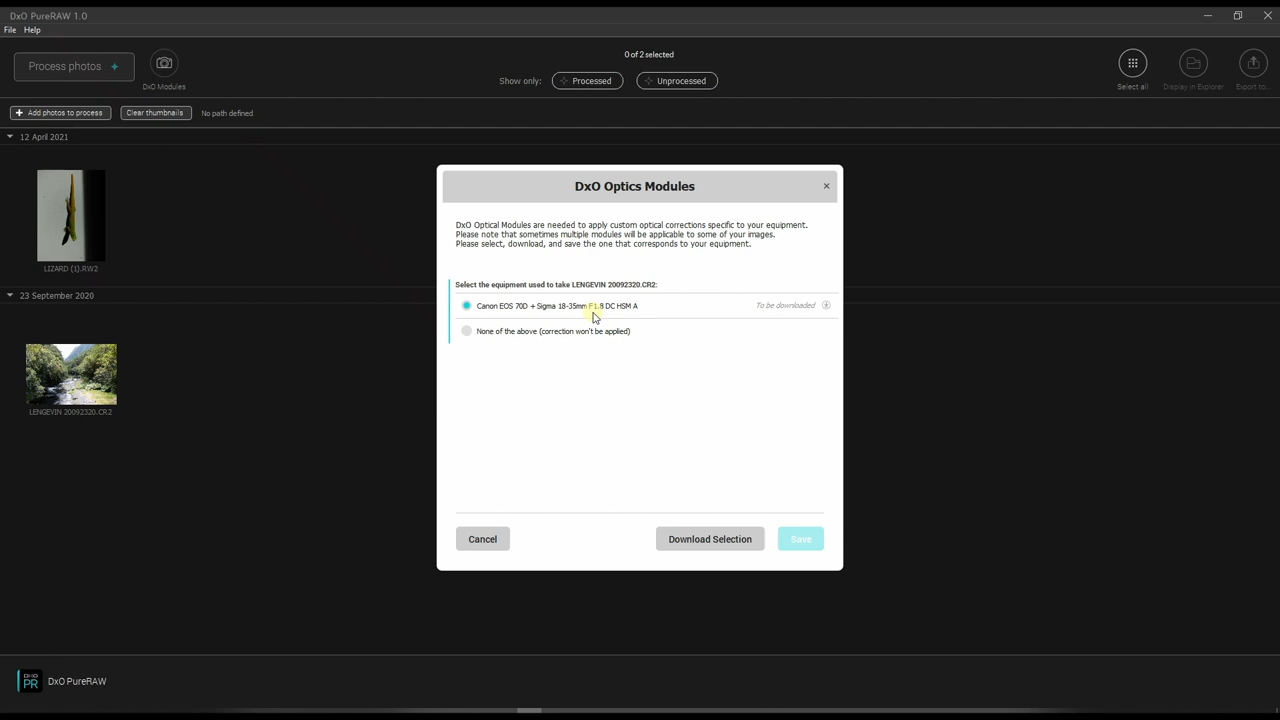 DxO PureRAW 1.0
File Help
0 of 2 selected
Process photos
DxO Modules
Show only: Processed Unprocessed
Select all Display in Explorer Export to...
Add photos to process Clear thumbnails No path defined
12 April 2021
LIZARD (1).RW2
23 September 2020
LENGEVIN 20092320.CR2
DxO Optics Modules
DxO Optical Modules are needed to apply custom optical corrections specific to your equipment.
Please note that sometimes multiple modules will be applicable to some of your images.
Please select, download, and save the one that corresponds to your equipment.
Select the equipment used to take LENGEVIN 20092320.CR2:
Canon EOS 70D + Sigma 18-35mm F1.8 DC HSM A To be downloaded
None of the above (correction won't be applied)
Cancel Download Selection Save
DXO
PR
DxO PureRAW